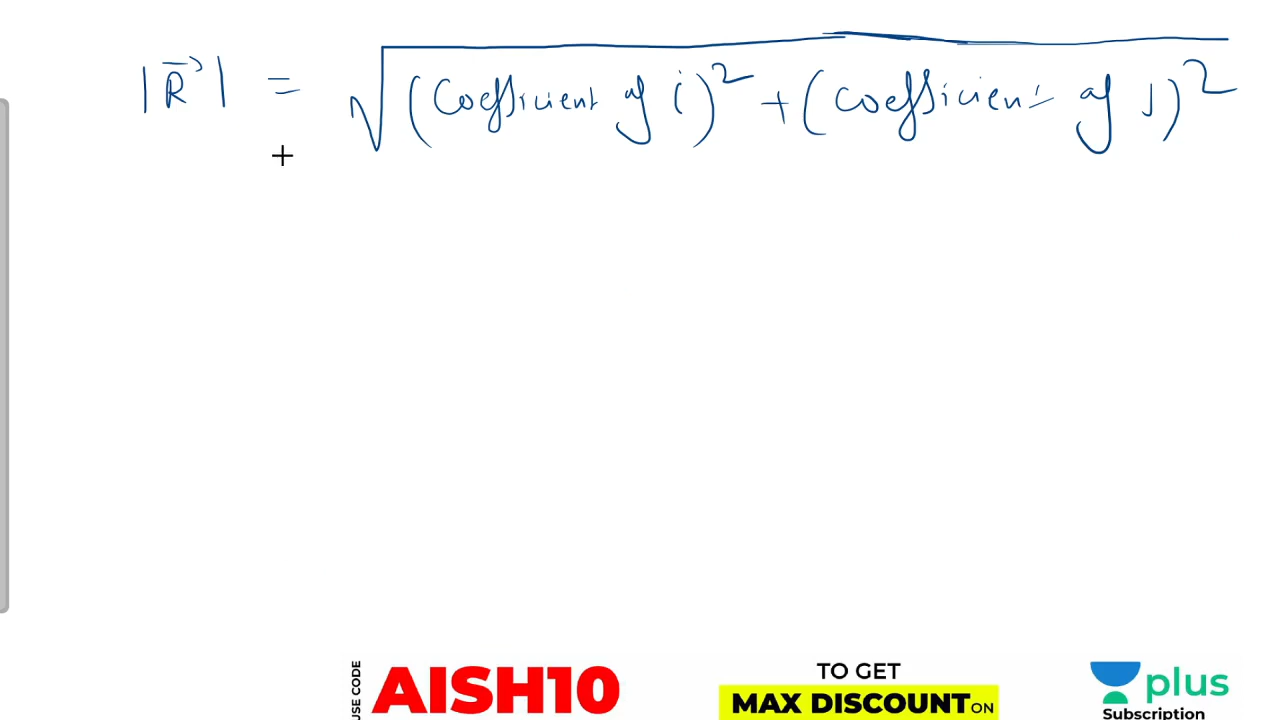 |R⃗| = √(Coefficient of i)² + (Coefficient of j)²
USE CODE
AISH10
TO GET
MAX DISCOUNT ON
plus
Subscription